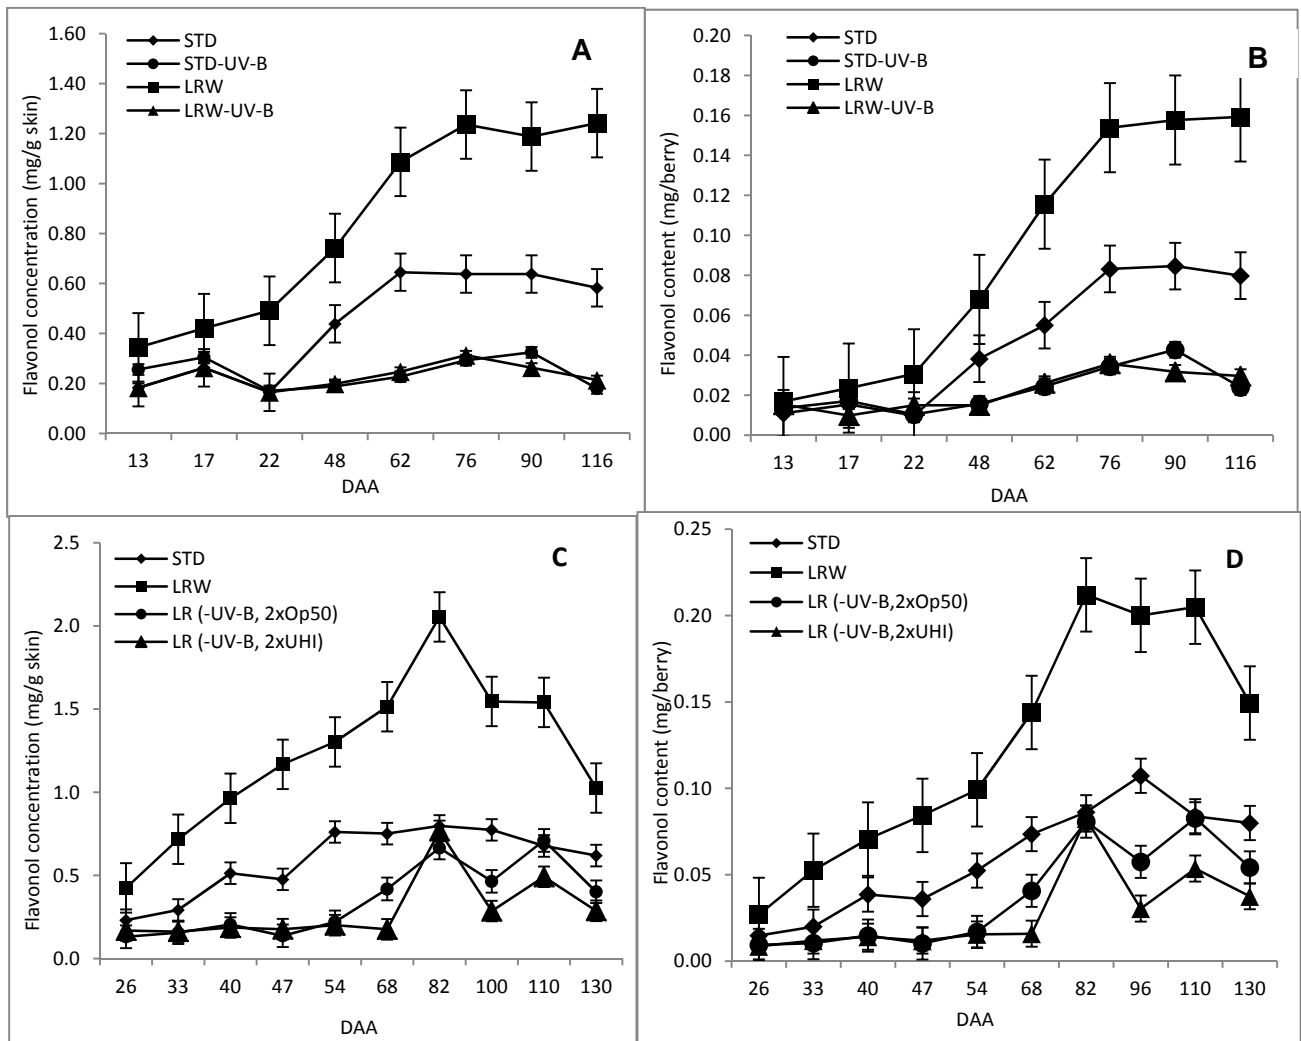 A
STD
STD-UV-B
LRW
LRW-UV-B
1.60
1.40
1.20
1.00
0.80
0.60
0.40
0.20
0.00
Flavonol concentration (mg/g skin)
13 17 22 48 62 76 90 116
DAA
B
STD
STD-UV-B
LRW
LRW-UV-B
0.20
0.18
0.16
0.14
0.12
0.10
0.08
0.06
0.04
0.02
0.00
Flavonol content (mg/berry)
13 17 22 48 62 76 90 116
DAA
C
STD
LRW
LR (-UV-B, 2xOp50)
LR (-UV-B, 2xUHI)
2.5
2.0
1.5
1.0
0.5
0.0
Flavonol concentration (mg/g skin)
26 33 40 47 54 68 82 100 110 130
DAA
D
STD
LRW
LR (-UV-B,2xOp50)
LR (-UV-B,2xUHI)
0.25
0.20
0.15
0.10
0.05
0.00
Flavonol content (mg/berry)
26 33 40 47 54 68 82 96 110 130
DAA